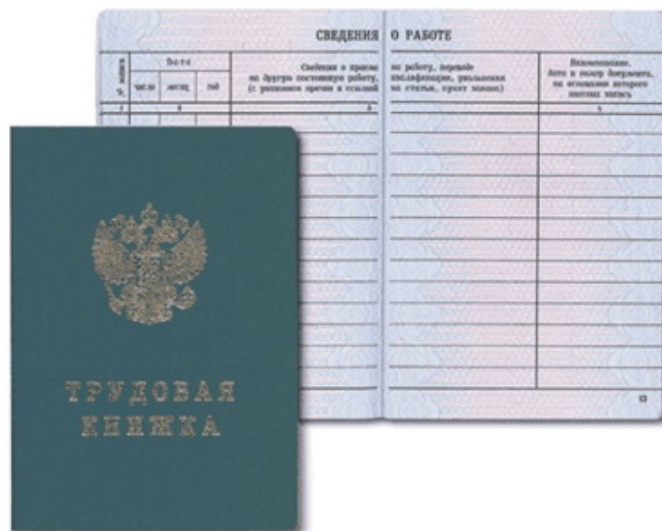 СВЕДЕНИЯ О РАБОТЕ
№ записи
Дата
число месяц год
Сведения о приеме на работу, переводе
на другую постоянную работу, квалификации, увольнении
(с указанием причин и ссылкой на статью, пункт закона)
Наименование,
дата и номер документа,
на основании которого
внесена запись
1 2 3 4
13
ТРУДОВАЯ
КНИЖКА